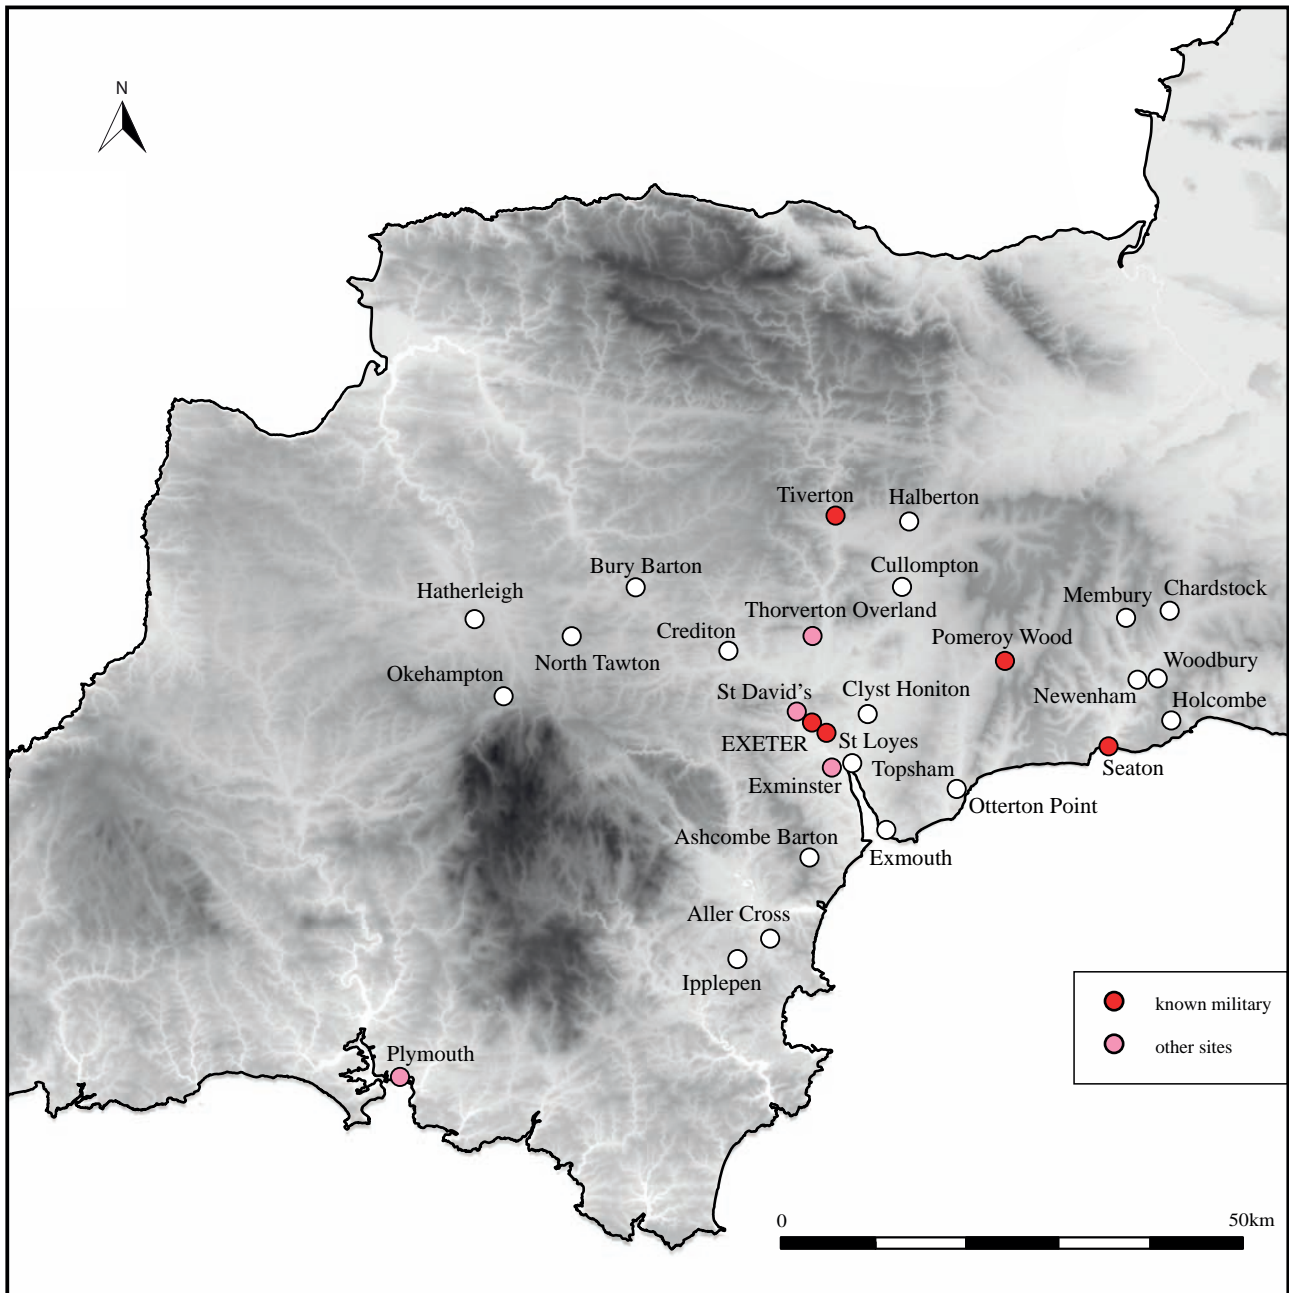 N
Tiverton
Halberton
Bury Barton
Cullompton
Hatherleigh
Membury
Chardstock
Thorverton Overland
Crediton
Pomeroy Wood
North Tawton
Okehampton
Woodbury
St David’s
Clyst Honiton
Newenham
Holcombe
EXETER
St Loyes
Topsham
Seaton
Exminster
Otterton Point
Ashcombe Barton
Exmouth
Aller Cross
Ipplepen
known military
other sites
Plymouth
0
50km